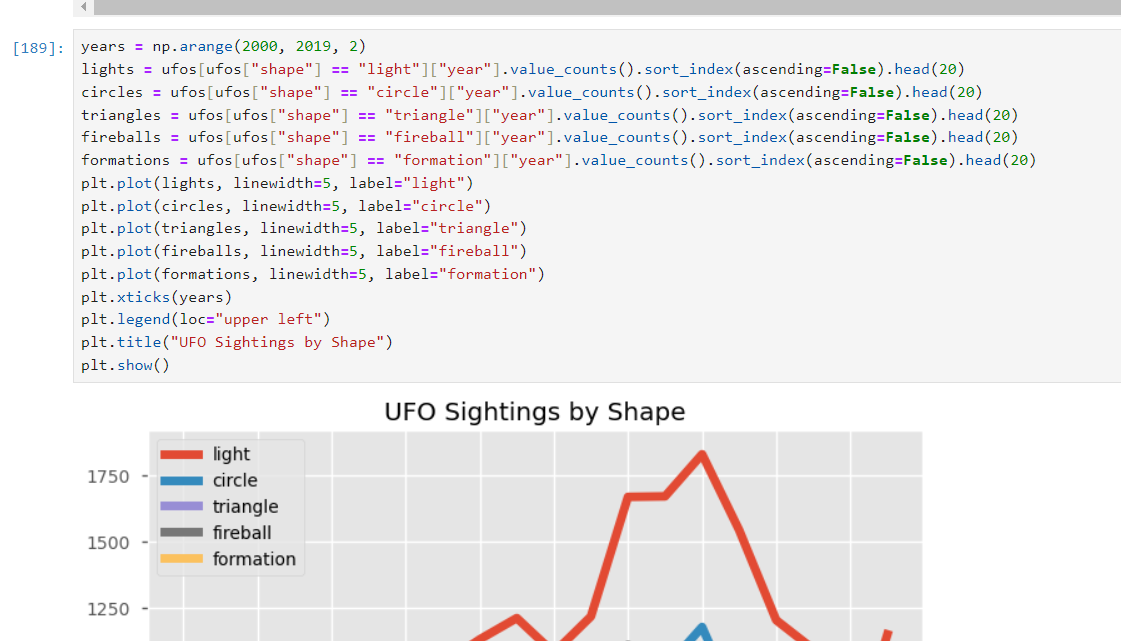 [189]:
years = np.arange(2000, 2019, 2)
lights = ufos[ufos["shape"] == "light"]["year"].value_counts().sort_index(ascending=False).head(20)
circles = ufos[ufos["shape"] == "circle"]["year"].value_counts().sort_index(ascending=False).head(20)
triangles = ufos[ufos["shape"] == "triangle"]["year"].value_counts().sort_index(ascending=False).head(20)
fireballs = ufos[ufos["shape"] == "fireball"]["year"].value_counts().sort_index(ascending=False).head(20)
formations = ufos[ufos["shape"] == "formation"]["year"].value_counts().sort_index(ascending=False).head(20)
plt.plot(lights, linewidth=5, label="light")
plt.plot(circles, linewidth=5, label="circle")
plt.plot(triangles, linewidth=5, label="triangle")
plt.plot(fireballs, linewidth=5, label="fireball")
plt.plot(formations, linewidth=5, label="formation")
plt.xticks(years)
plt.legend(loc="upper left")
plt.title("UFO Sightings by Shape")
plt.show()
UFO Sightings by Shape
light
circle
triangle
fireball
formation
1750
1500
1250